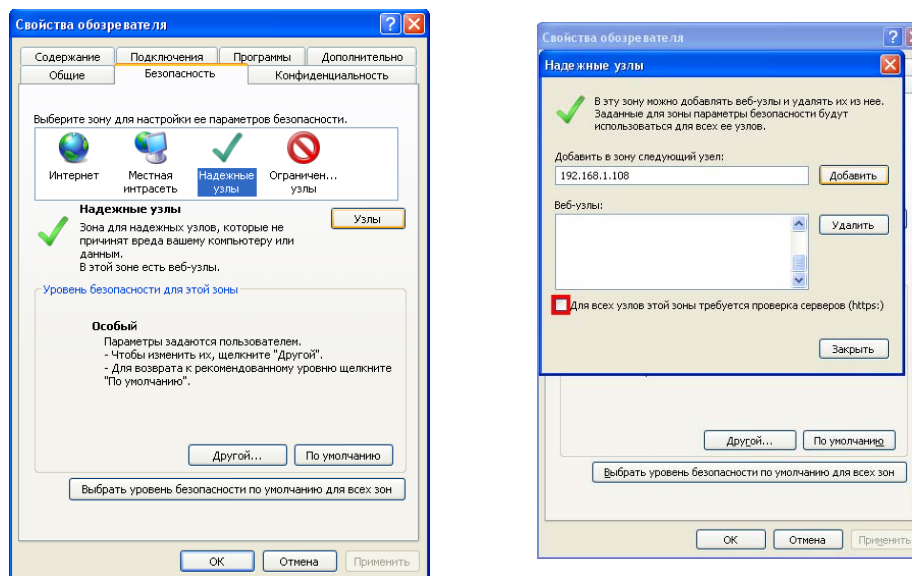 Свойства обозревателя
Содержание Подключения Программы Дополнительно
Общие Безопасность Конфиденциальность
Выберите зону для настройки ее параметров безопасности.
Интернет Местная интрасеть Надежные узлы Ограничен... узлы
Надежные узлы
Узлы
Зона для надежных узлов, которые не
причинят вреда вашему компьютеру или
данным.
В этой зоне есть веб-узлы.
Уровень безопасности для этой зоны
Особый
Параметры задаются пользователем.
- Чтобы изменить их, щелкните "Другой".
- Для возврата к рекомендованному уровню щелкните
"По умолчанию".
Другой... По умолчанию
Выбрать уровень безопасности по умолчанию для всех зон
ОК Отмена Применить
Свойства обозревателя
Надежные узлы
В эту зону можно добавлять веб-узлы и удалять их из нее.
Заданные для зоны параметры безопасности будут
использоваться для всех ее узлов.
Добавить в зону следующий узел:
192.168.1.108 Добавить
Веб-узлы:
Удалить
Для всех узлов этой зоны требуется проверка серверов (https:)
Закрыть
Другой... По умолчанию
Выбрать уровень безопасности по умолчанию для всех зон
ОК Отмена Применить